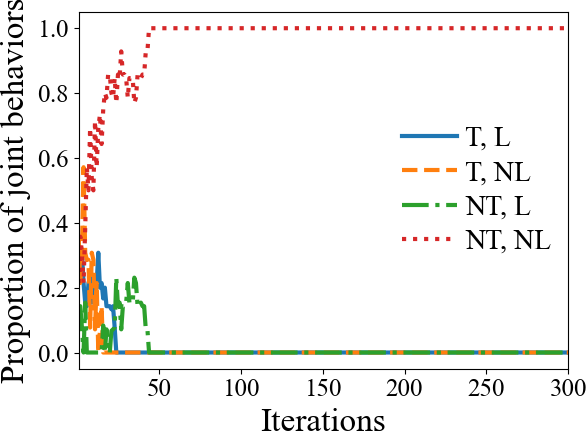 Proportion of joint behaviors
1.0
0.8
0.6
0.4
0.2
0.0
T, L
T, NL
NT, L
NT, NL
50 100 150 200 250 300
Iterations